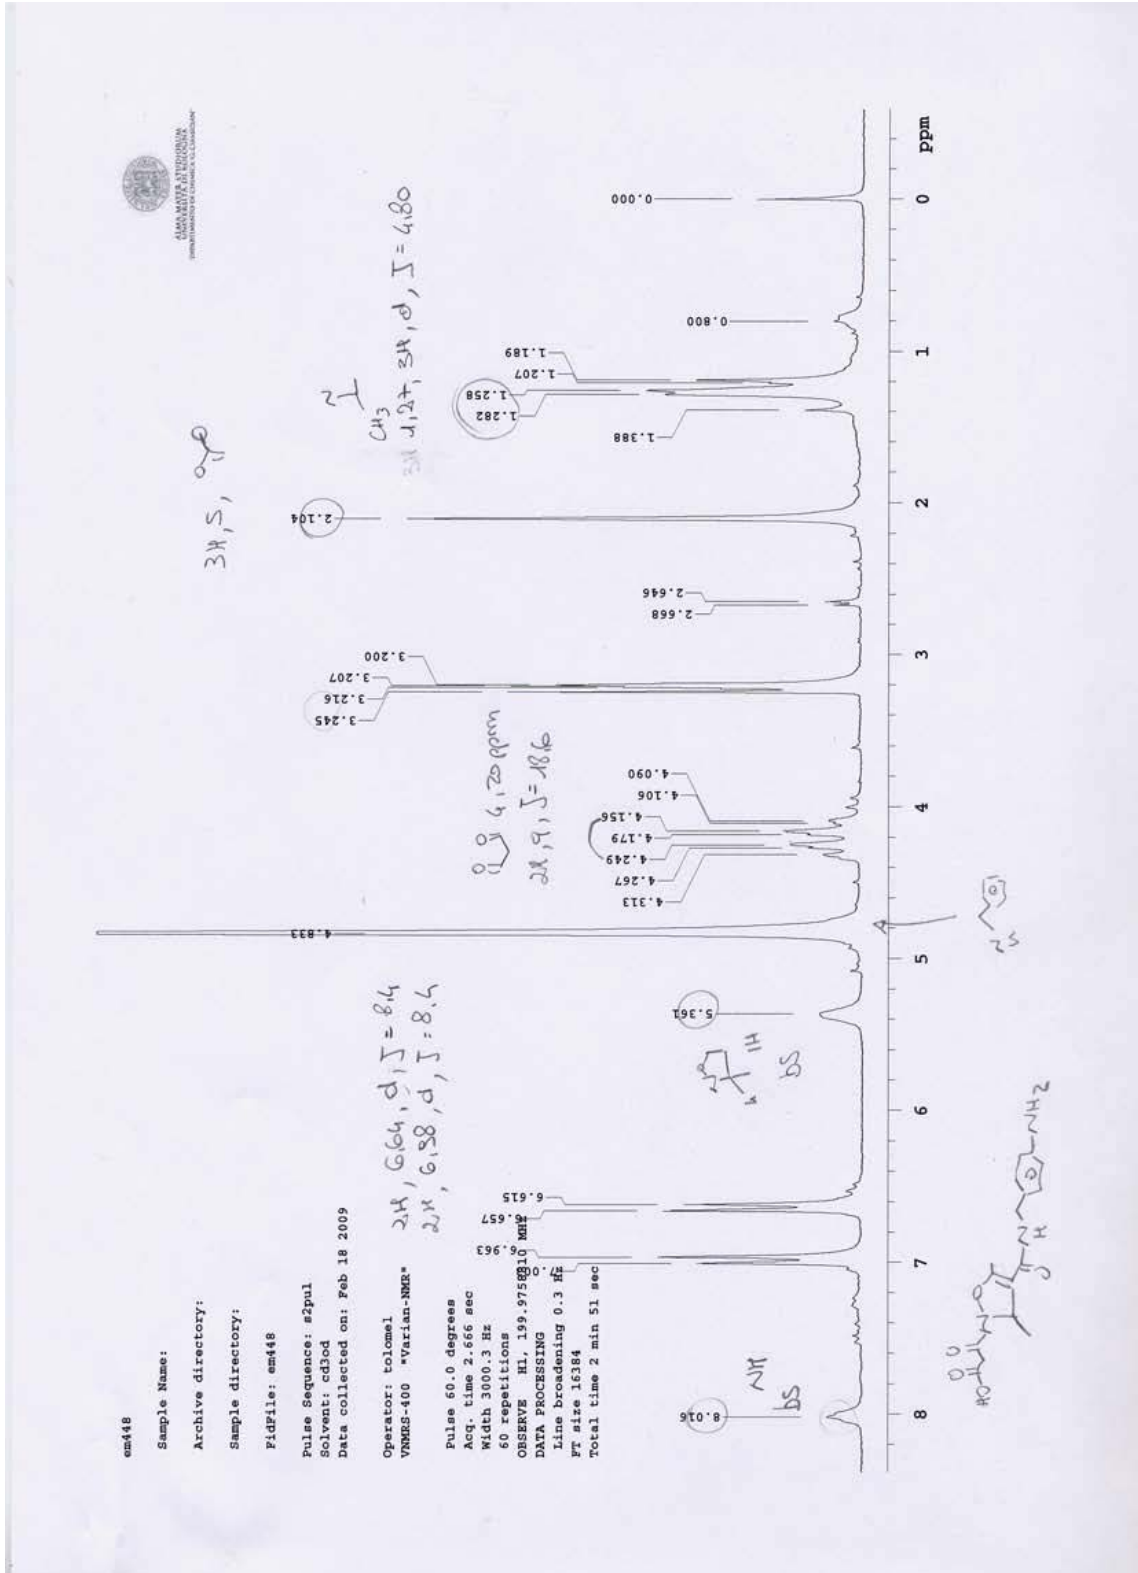 em448
Sample Name:
Archive directory:
Sample directory:
FidFile: em448
Pulse Sequence: s2pul
Solvent: cd3od
Data collected on: Feb 18 2009
Operator: tolomel
VNMRS-400 "Varian-NMR"
Pulse 60.0 degrees
Acq. time 2.666 sec
Width 3000.3 Hz
60 repetitions
OBSERVE H1, 199.9758810 MHz
DATA PROCESSING
Line broadening 0.3 Hz
FT size 16384
Total time 2 min 51 sec
ALMA MATER STUDIORUM
UNIVERSITÀ DI BOLOGNA
DIPARTIMENTO DI CHIMICA "G. CIAMICIAN"
2H, 6,64, d, J = 8.4
2H, 6,98, d, J = 8.4
4,20 ppm
2H, q, J = 18,6
3H, s,
CH3
3H 1,27, 3H, d, J = 4.80
8.016
NH
bs
6.963
6.657
6.615
5.361
1H
bs
4.833
4.313
4.267
4.249
4.179
4.156
4.106
4.090
3.245
3.216
3.207
3.200
2.668
2.646
2.104
1.388
1.282
1.258
1.207
1.189
0.800
0.000
8
7
6
5
4
3
2
1
0
ppm
HO
O
O
N
O
O
N
H
NH2